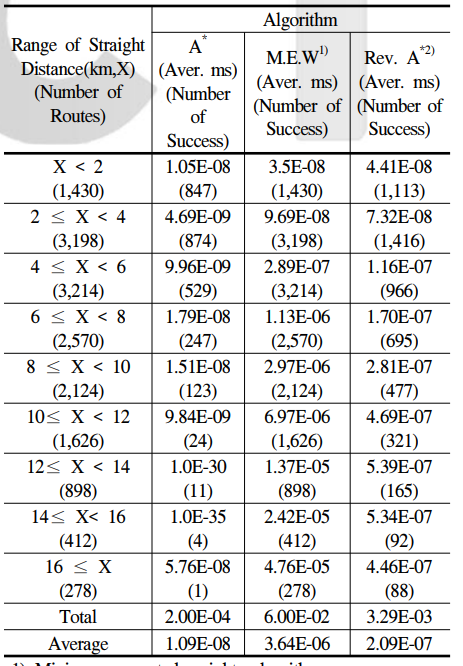 Range of Straight Distance(km,X) (Number of Routes) Algorithm
A* (Aver. ms) (Number of Success) M.E.W1) (Aver. ms) (Number of Success) Rev. A*2) (Aver. ms) (Number of Success)
X < 2 1.05E-08 3.5E-08 4.41E-08
(1,430) (847) (1,430) (1,113)
2 ≤ X < 4 4.69E-09 9.69E-08 7.32E-08
(3,198) (874) (3,198) (1,416)
4 ≤ X < 6 9.96E-09 2.89E-07 1.16E-07
(3,214) (529) (3,214) (966)
6 ≤ X < 8 1.79E-08 1.13E-06 1.70E-07
(2,570) (247) (2,570) (695)
8 ≤ X < 10 1.51E-08 2.97E-06 2.81E-07
(2,124) (123) (2,124) (477)
10≤ X < 12 9.84E-09 6.97E-06 4.69E-07
(1,626) (24) (1,626) (321)
12≤ X < 14 1.0E-30 1.37E-05 5.39E-07
(898) (11) (898) (165)
14≤ X< 16 1.0E-35 2.42E-05 5.34E-07
(412) (4) (412) (92)
16 ≤ X 5.76E-08 4.76E-05 4.46E-07
(278) (1) (278) (88)
Total 2.00E-04 6.00E-02 3.29E-03
Average 1.09E-08 3.64E-06 2.09E-07